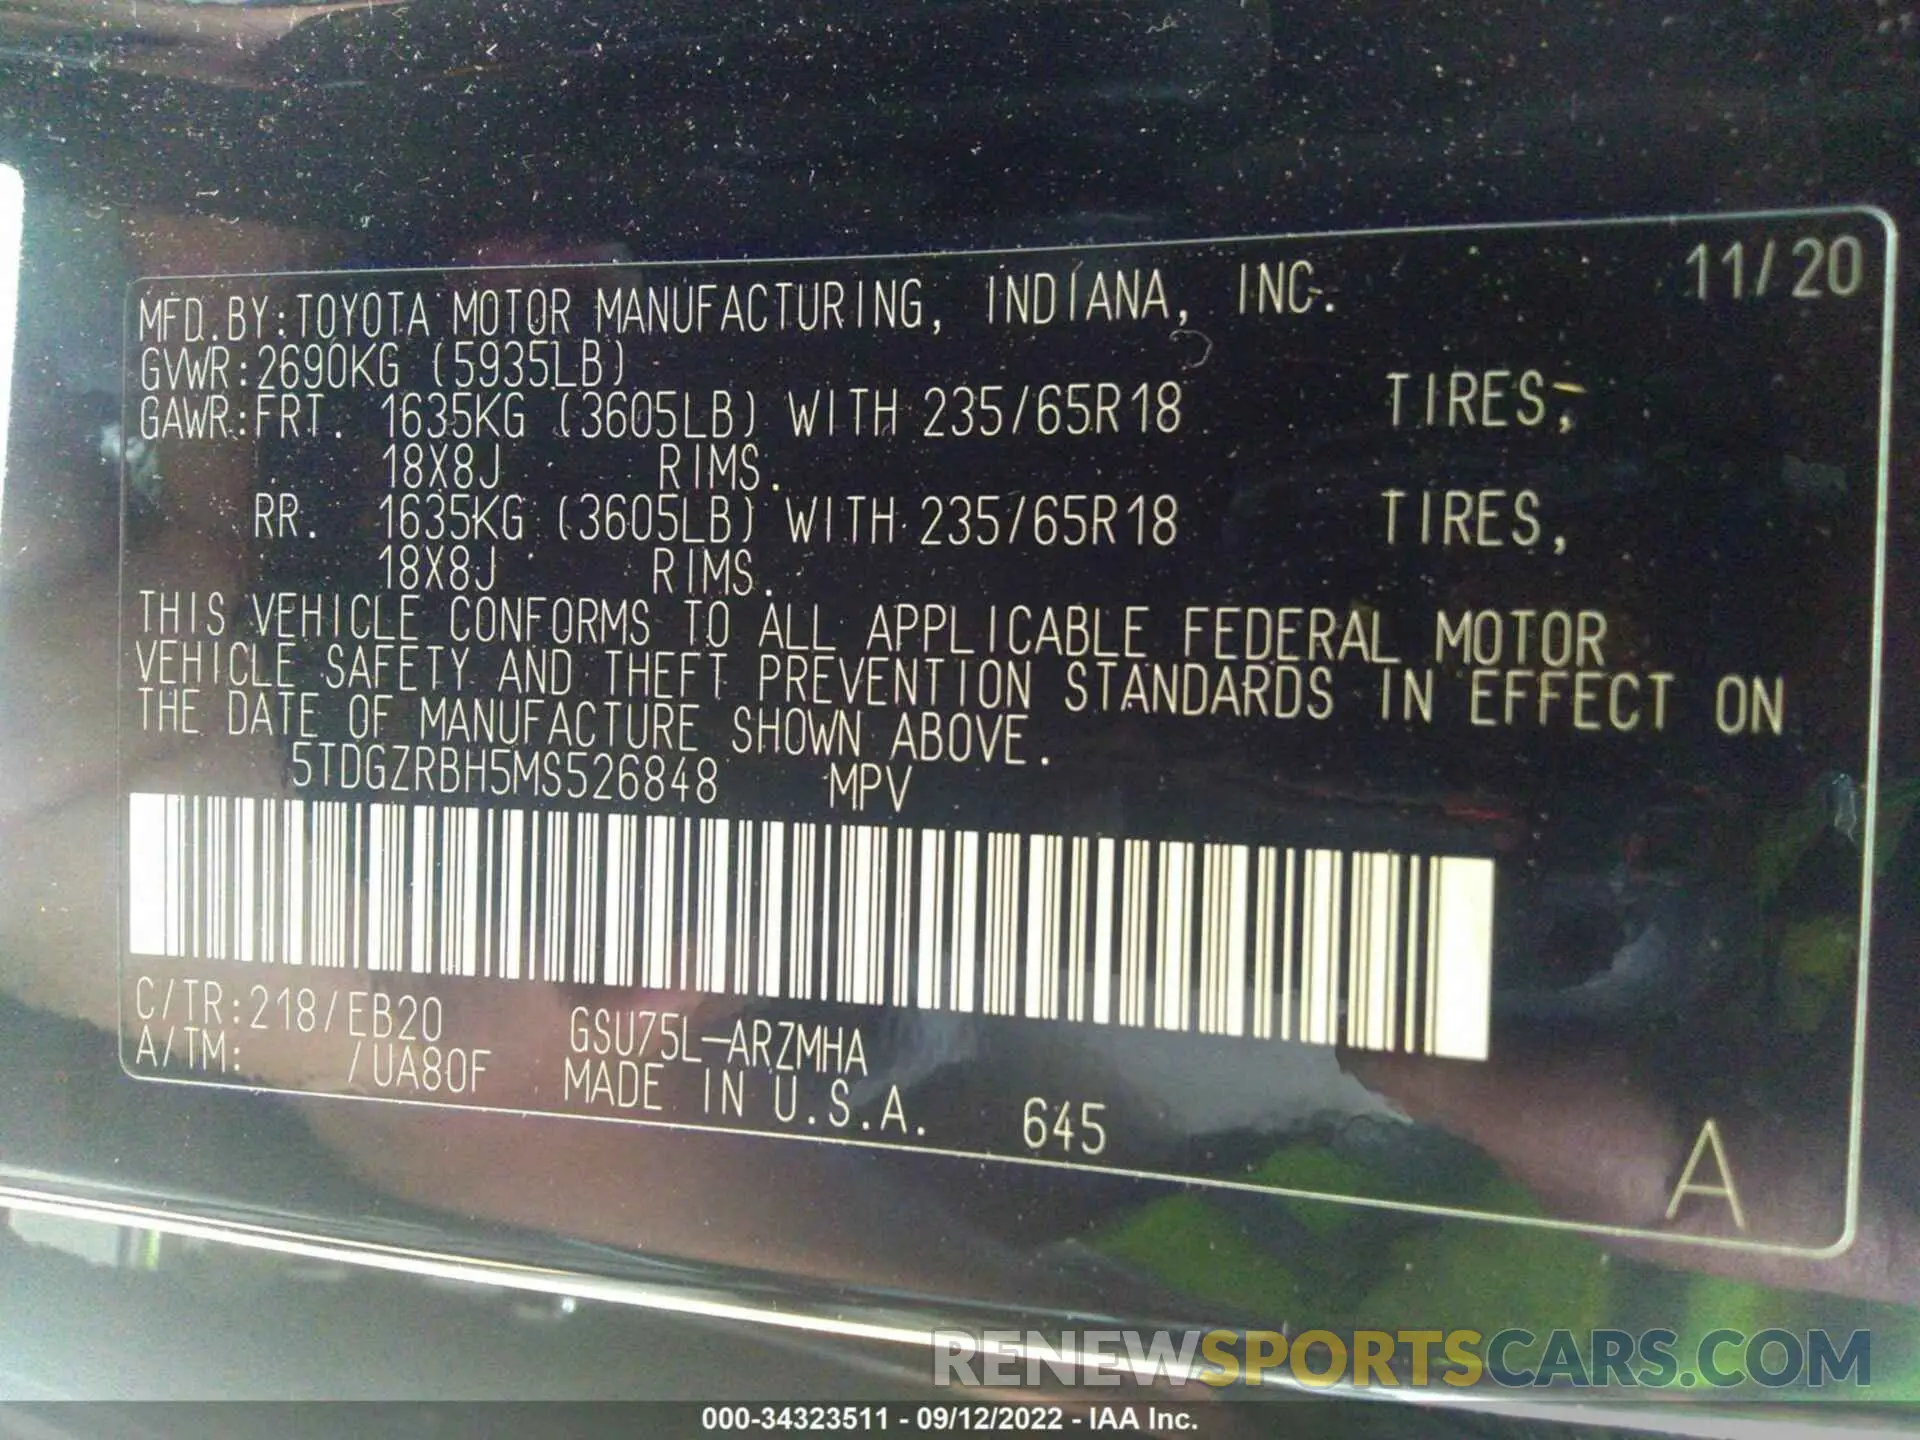 11/20
MFD.BY:TOYOTA MOTOR MANUFACTURING, INDIANA, INC.
GVWR:2690KG (5935LB)
GAWR:FRT. 1635KG (3605LB) WITH 235/65R18 TIRES,
18X8J RIMS.
RR. 1635KG (3605LB) WITH 235/65R18 TIRES,
18X8J RIMS.
THIS VEHICLE CONFORMS TO ALL APPLICABLE FEDERAL MOTOR
VEHICLE SAFETY AND THEFT PREVENTION STANDARDS IN EFFECT ON
THE DATE OF MANUFACTURE SHOWN ABOVE.
5TDGZRBH5MS526848 MPV
C/TR:218/EB20 GSU75L-ARZMHA
A/TM: /UA80F MADE IN U.S.A. 645
A
RENEWSPORTSCARS.COM
000-34323511 - 09/12/2022 - IAA Inc.